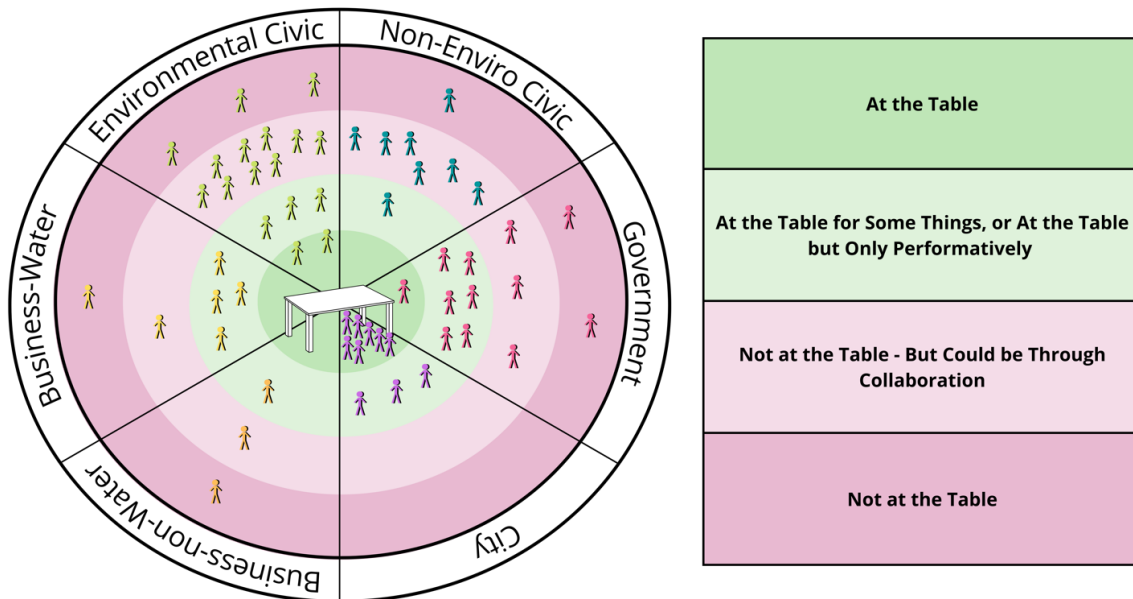 Environmental Civic
Non-Enviro Civic
Government
City
Business-non-Water
Business-Water
At the Table
At the Table for Some Things, or At the Table
but Only Performatively
Not at the Table - But Could be Through
Collaboration
Not at the Table